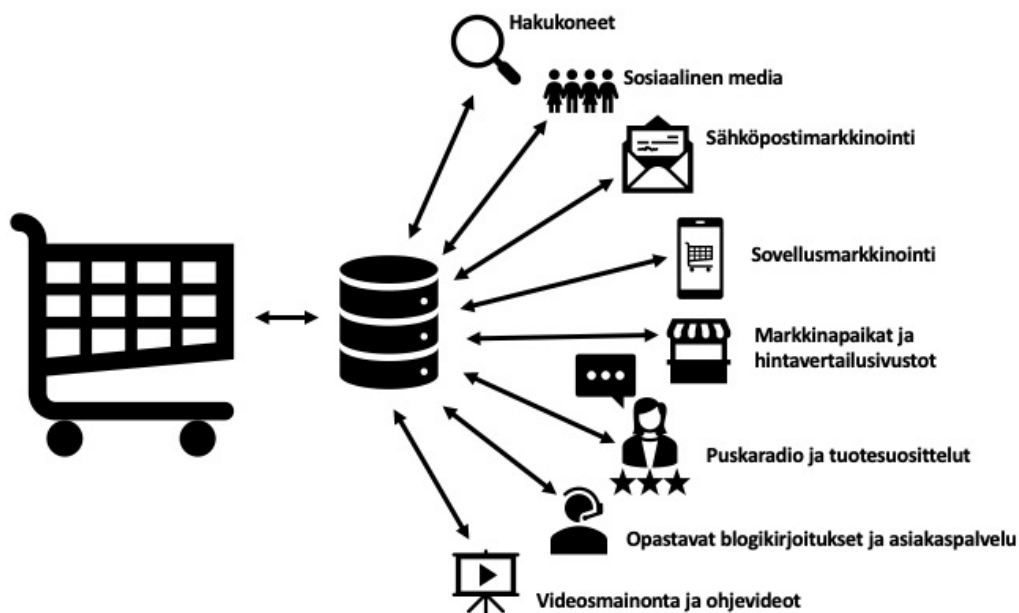 Hakukoneet
Sosiaalinen media
Sähköpostimarkkinointi
Sovellusmarkkinointi
Markkinapaikat ja
hintavertailusivustot
Puskaradio ja tuotesuosittelut
Opastavat blogikirjoitukset ja asiakaspalvelu
Videosmainonta ja ohjevideot